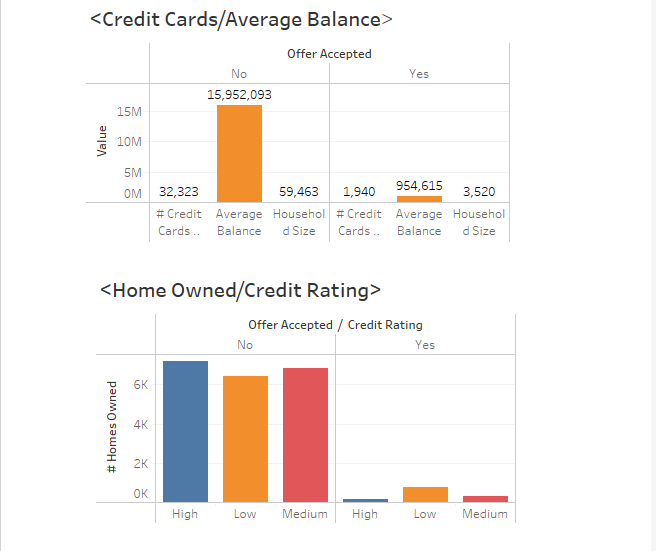 <Credit Cards/Average Balance>
Offer Accepted
No Yes
15,952,093
15M
10M
5M
0M
Value
32,323 59,463 1,940 954,615 3,520
# Credit Average Househol # Credit Average Househol
Cards .. Balance d Size Cards .. Balance d Size
<Home Owned/Credit Rating>
Offer Accepted / Credit Rating
No Yes
6K
4K
2K
0K
# Homes Owned
High Low Medium High Low Medium